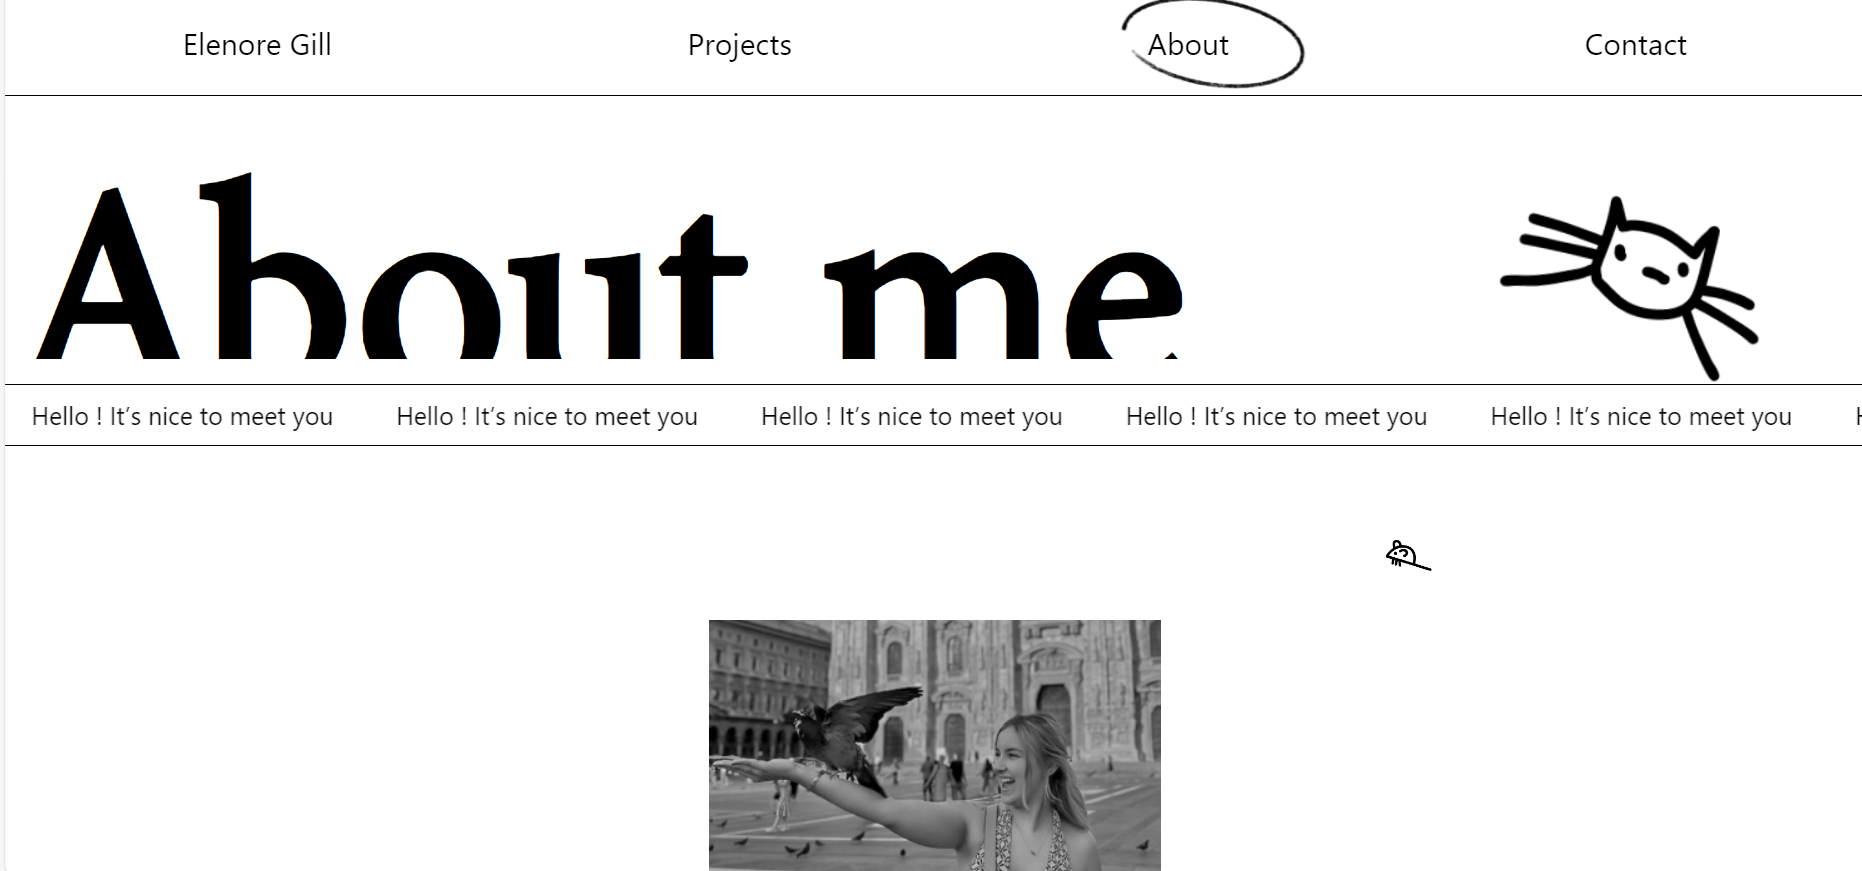 Elenore Gill Projects About Contact
About me
Hello ! It’s nice to meet you Hello ! It’s nice to meet you Hello ! It’s nice to meet you Hello ! It’s nice to meet you Hello ! It’s nice to meet you